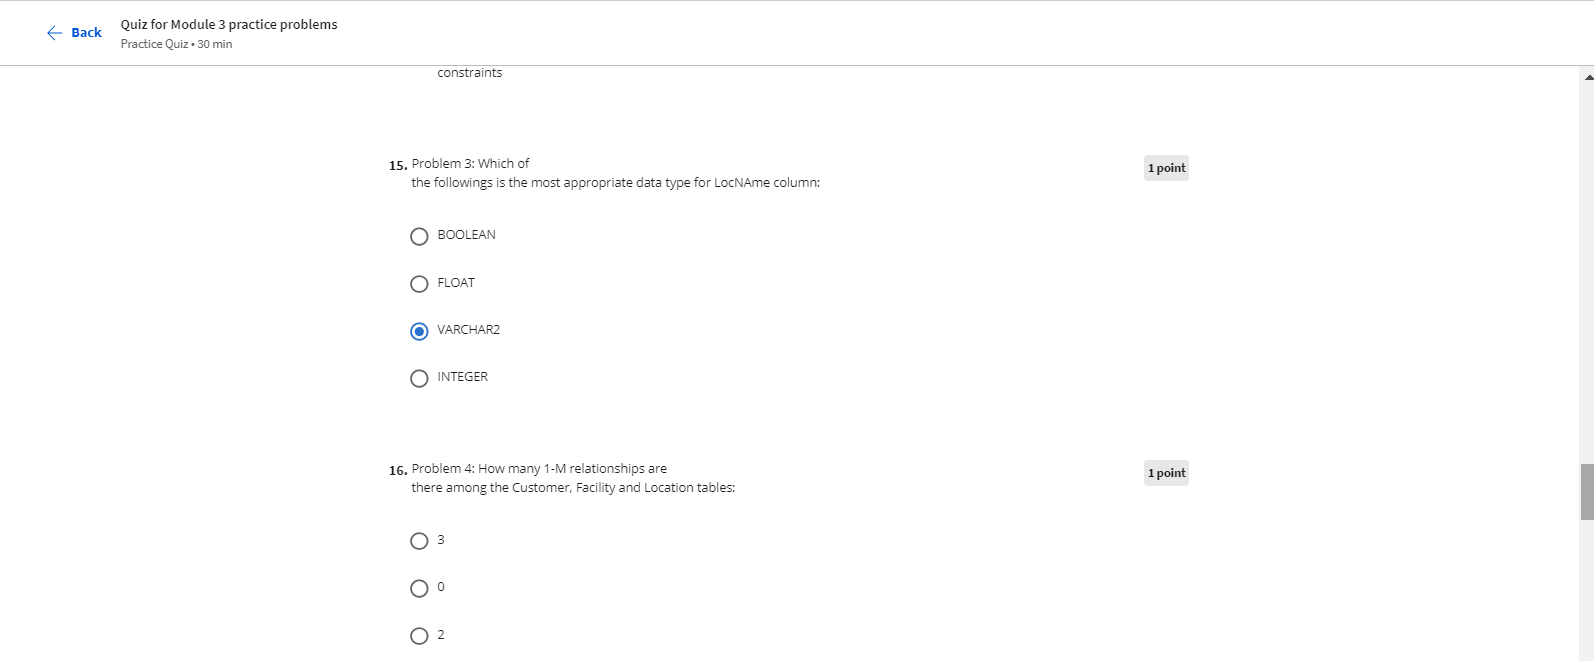 Back
Quiz for Module 3 practice problems
Practice Quiz • 30 min
constraints
15. Problem 3: Which of
the followings is the most appropriate data type for LocNAme column:
1 point
BOOLEAN
FLOAT
VARCHAR2
INTEGER
16. Problem 4: How many 1-M relationships are
there among the Customer, Facility and Location tables:
1 point
3
0
2